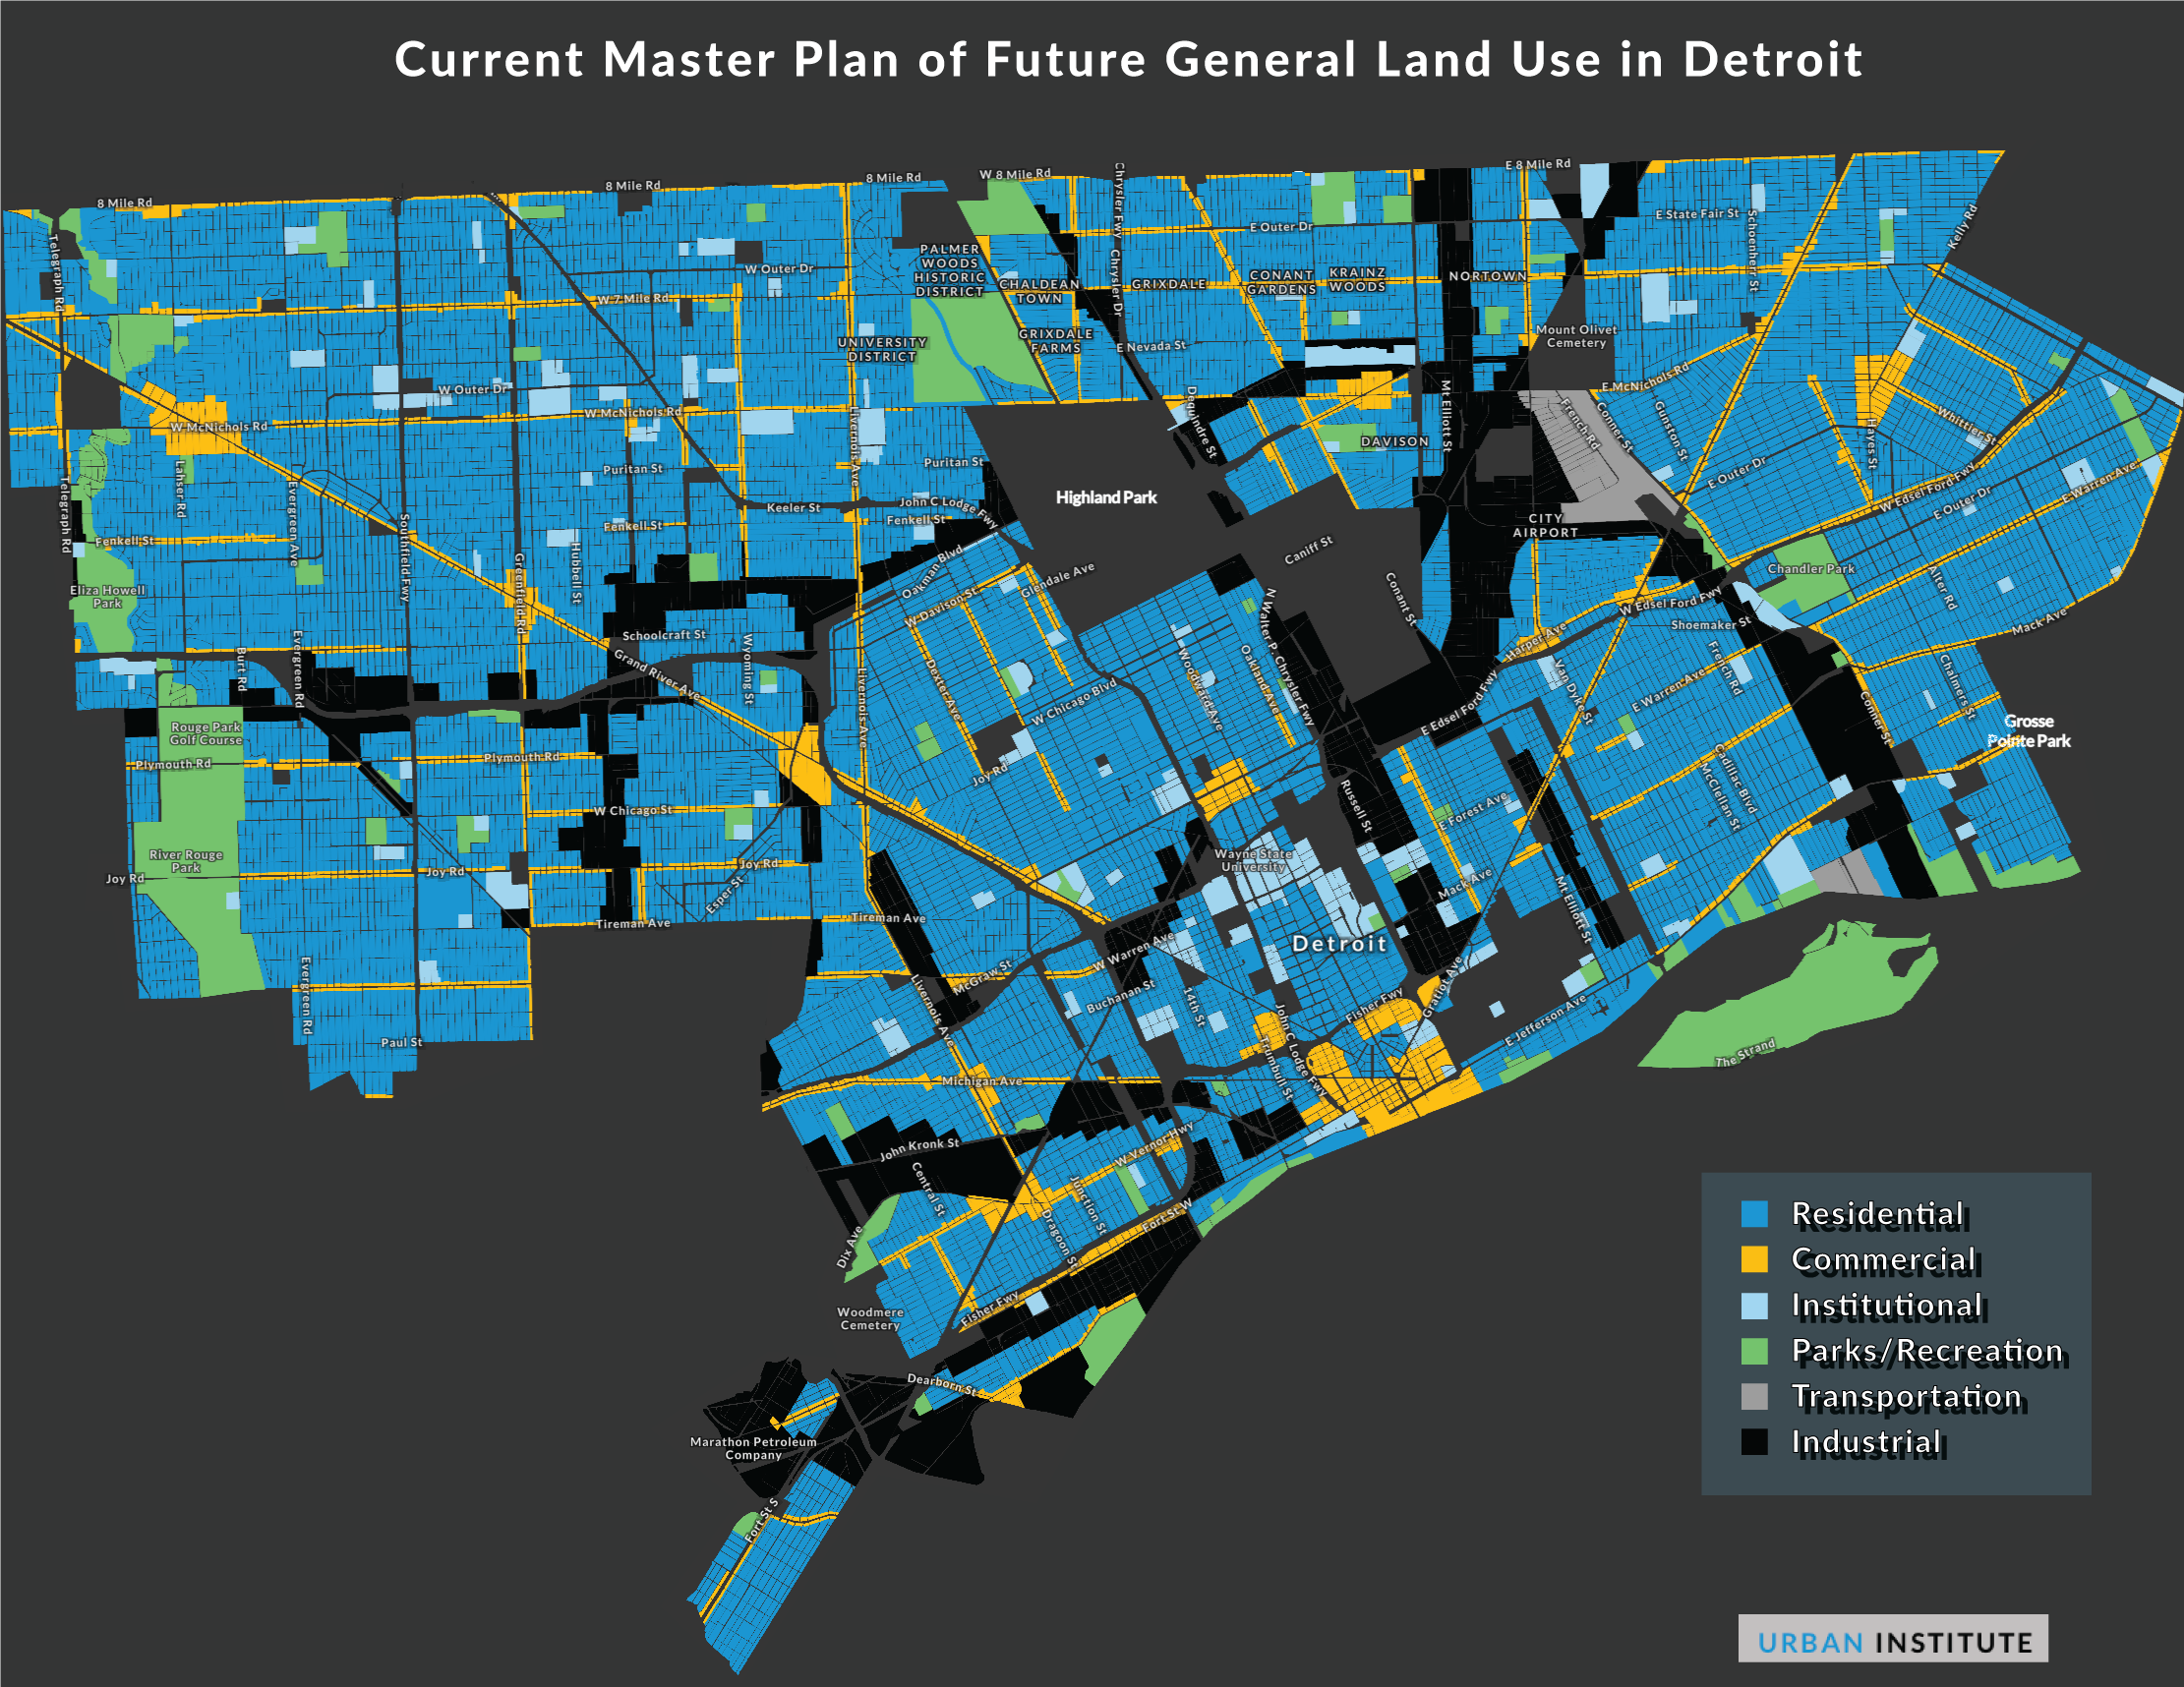 Current Master Plan of Future General Land Use in Detroit
8 Mile Rd
8 Mile Rd
8 Mile Rd
W 8 Mile Rd
E 8 Mile Rd
Telegraph Rd
Chrysler Fwy
E State Fair St
Schoenherr St
Kelly Rd
E Outer Dr
PALMER
WOODS
HISTORIC
DISTRICT
W Outer Dr
W 7 Mile Rd
CHALDEAN
TOWN
Chrysler Dr
GRIXDALE
CONANT
GARDENS
KRAINZ
WOODS
NORTOWN
UNIVERSITY
DISTRICT
GRIXDALE
FARMS
E Nevada St
Mount Olivet
Cemetery
W Outer Dr
E McNichols Rd
W McNichols Rd
W McNichols Rd
Livernois Ave
Dequindre St
Mt Elliott St
French Rd
Conner St
Gunston St
Hayes St
Whittier St
DAVISON
Lahser Rd
Telegraph Rd
Evergreen Ave
Puritan St
Puritan St
E Outer Dr
W Edsel Ford Fwy
E Outer Dr
E Warren Ave
Highland Park
Keeler St
John C Lodge Fwy
Southfield Fwy
Fenkell St
Fenkell St
Fenkell St
CITY
AIRPORT
Hubbell St
Greenfield Rd
Oakman Blvd
Glendale Ave
Caniff St
Conant St
Chandler Park
Alter Rd
Eliza Howell
Park
W Davison St
N Walter P. Chrysler Fwy
W Edsel Ford Fwy
Shoemaker St
Mack Ave
Schoolcraft St
Wyoming St
Harper Ave
Burt Rd
Evergreen Rd
Grand River Ave
Livernois Ave
Dexter Ave
W Chicago Blvd
Woodward Ave
Oakland Ave
Van Dyke St
French Rd
E Warren Ave
Chalmers St
Conner St
E Edsel Ford Fwy
Rouge Park
Golf Course
Grosse
Pointe Park
Plymouth Rd
Plymouth Rd
Joy Rd
Cadillac Blvd
McClellan St
W Chicago St
Russell St
E Forest Ave
River Rouge
Park
Wayne State
University
Joy Rd
Joy Rd
Joy Rd
Esper St
Mack Ave
Mt Elliott St
Tireman Ave
Tireman Ave
Detroit
W Warren Ave
McGraw St
Evergreen Rd
Livernois Ave
Buchanan St
14th St
Fisher Fwy
Gratiot Ave
E Jefferson Ave
John C Lodge Fwy
Trumbull St
Paul St
The Strand
Michigan Ave
John Kronk St
W Vernor Hwy
Central St
Junction St
Dragoon St
Fort St W
Dix Ave
Fisher Fwy
Woodmere
Cemetery
Dearborn St
Marathon Petroleum
Company
Fort St S
Residential
Commercial
Institutional
Parks/Recreation
Transportation
Industrial
URBAN INSTITUTE